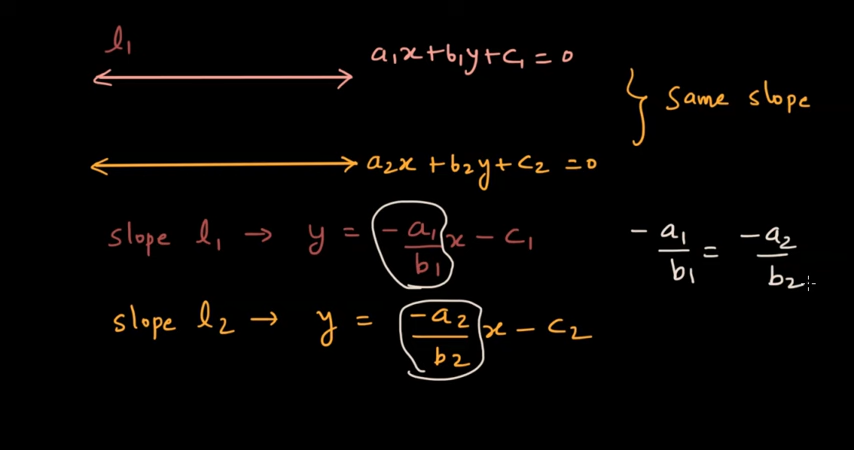 l₁
a₁x + b₁y + c₁ = 0
} same slope
a₂x + b₂y + c₂ = 0
slope l₁ → y = -a₁/b₁ x - c₁
-a₁/b₁ = -a₂/b₂
slope l₂ → y = -a₂/b₂ x - c₂